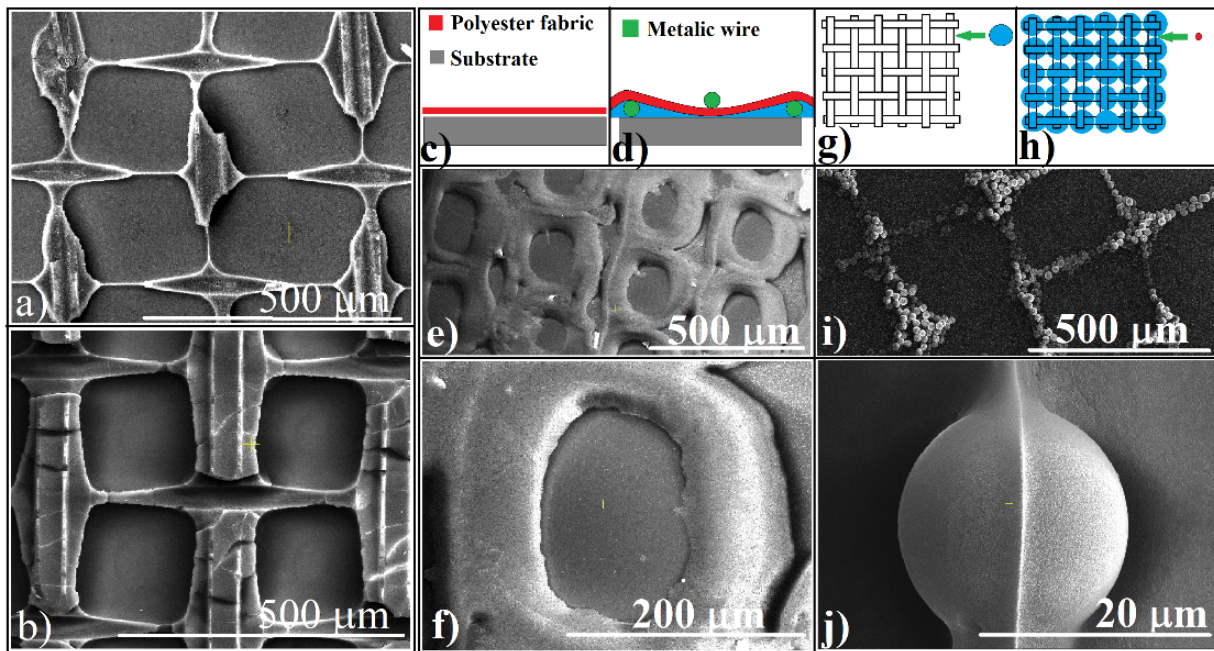 500 μm
a)
500 μm
b)
Polyester fabric
Substrate
c)
Metalic wire
d)
500 μm
e)
200 μm
f)
g)
h)
500 μm
i)
20 μm
j)